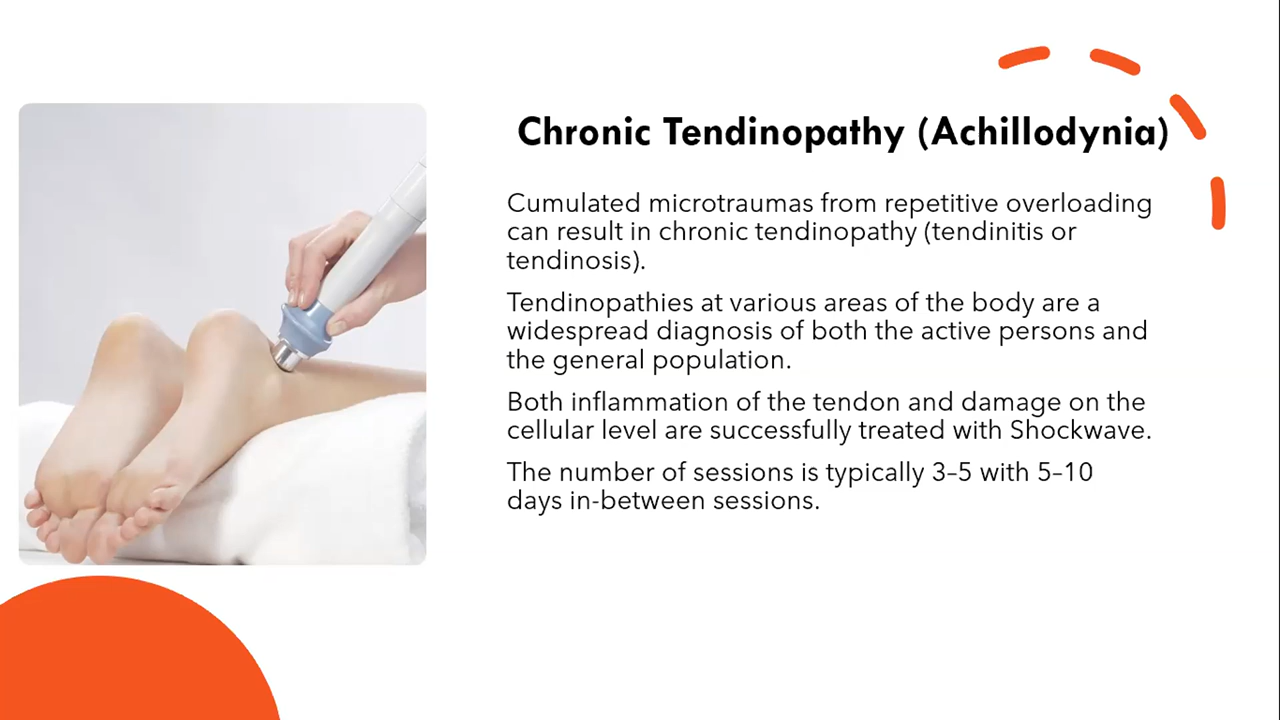 Chronic Tendinopathy (Achillodynia)
Cumulated microtraumas from repetitive overloading
can result in chronic tendinopathy (tendinitis or
tendinosis).
Tendinopathies at various areas of the body are a
widespread diagnosis of both the active persons and
the general population.
Both inflammation of the tendon and damage on the
cellular level are successfully treated with Shockwave.
The number of sessions is typically 3–5 with 5–10
days in-between sessions.